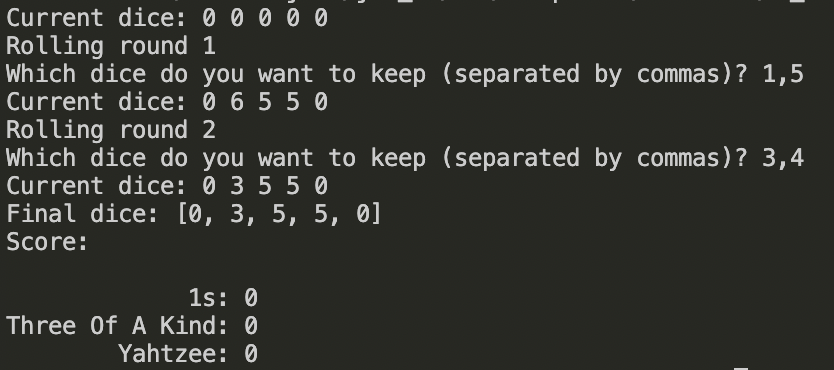 Current dice: 0 0 0 0 0
Rolling round 1
Which dice do you want to keep (separated by commas)? 1,5
Current dice: 0 6 5 5 0
Rolling round 2
Which dice do you want to keep (separated by commas)? 3,4
Current dice: 0 3 5 5 0
Final dice: [0, 3, 5, 5, 0]
Score:
1s: 0
Three Of A Kind: 0
Yahtzee: 0